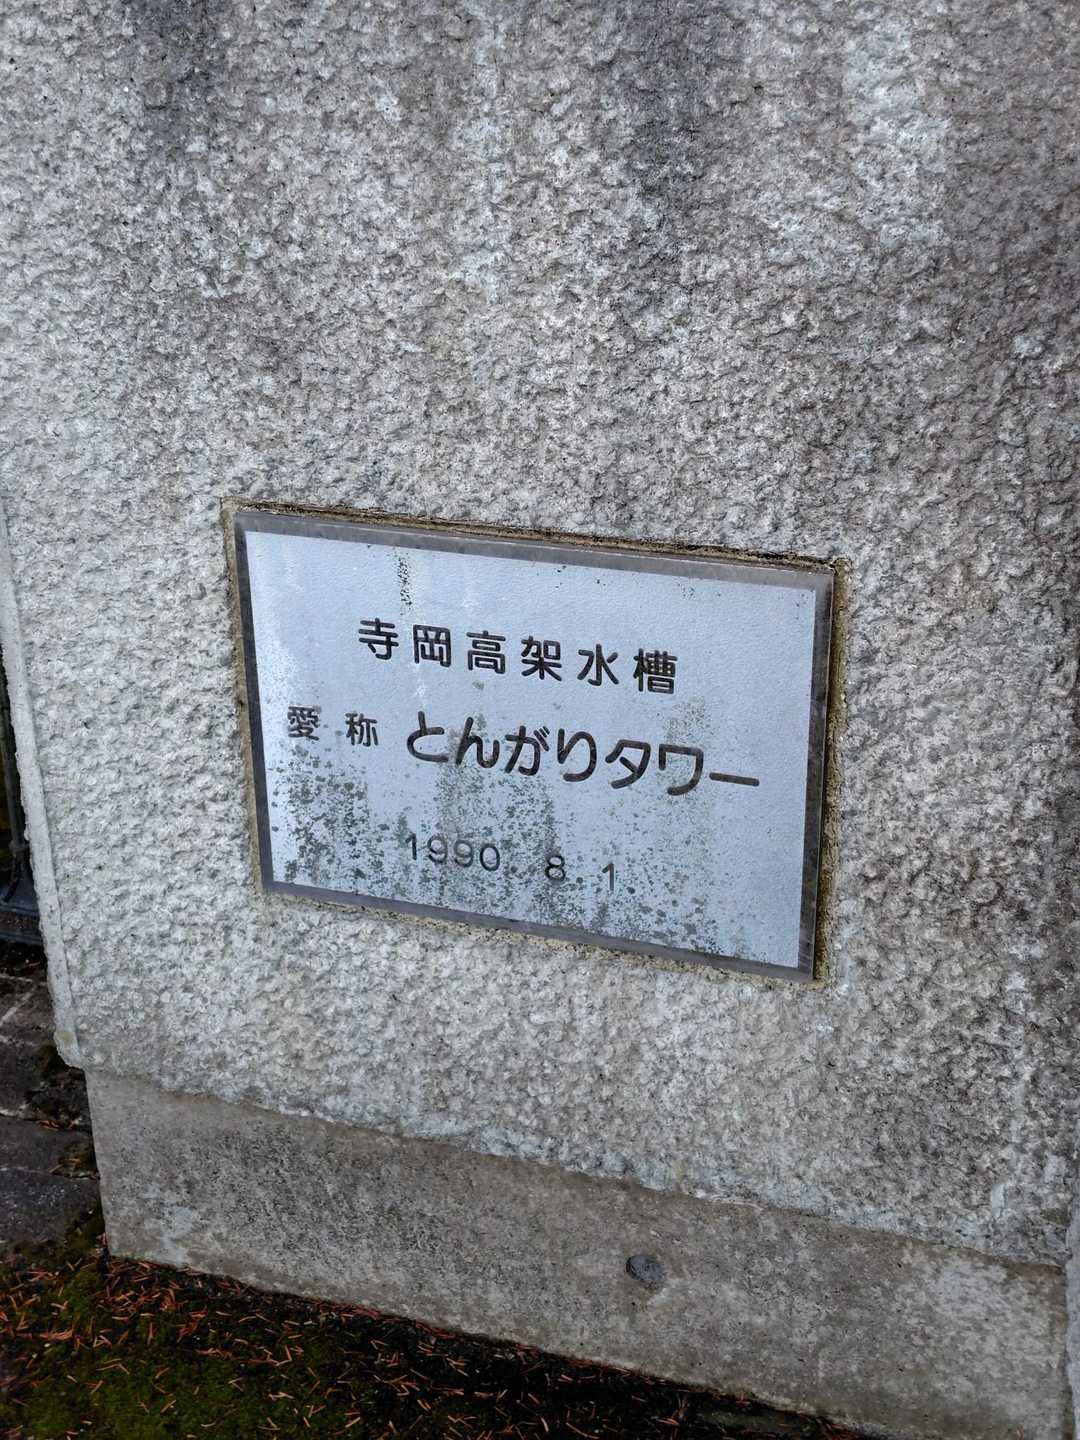 寺岡高架水槽
愛称 とんがりタワー
1990. 8. 1